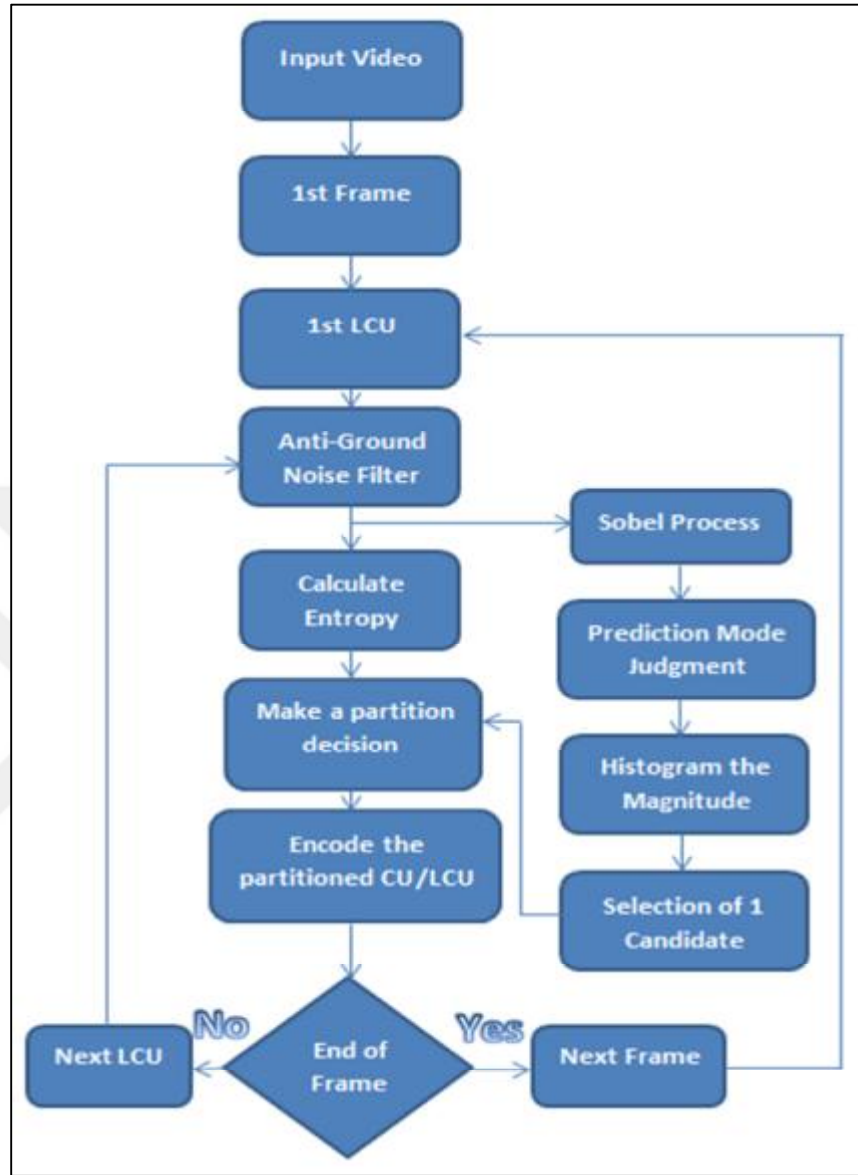 Input Video
1st Frame
1st LCU
Anti-Ground
Noise Filter
Sobel Process
Calculate
Entropy
Prediction Mode
Judgment
Make a partition
decision
Histogram the
Magnitude
Encode the
partitioned CU/LCU
Selection of 1
Candidate
No
Yes
Next LCU
End of
Frame
Next Frame